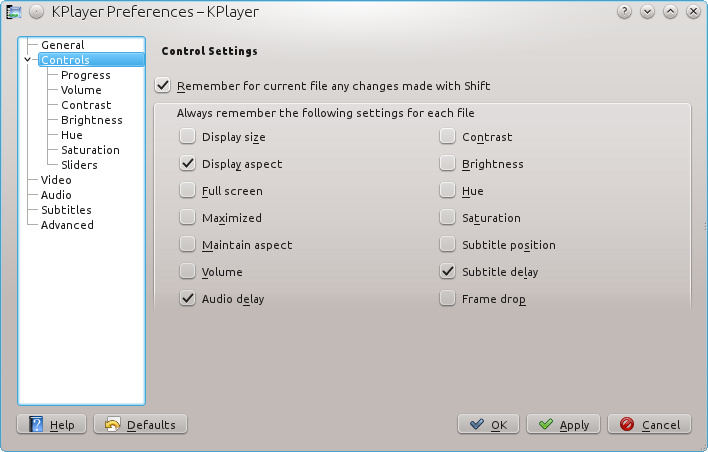 KPlayer Preferences – KPlayer
General
Controls
Progress
Volume
Contrast
Brightness
Hue
Saturation
Sliders
Video
Audio
Subtitles
Advanced
Control Settings
Remember for current file any changes made with Shift
Always remember the following settings for each file
Display size
Display aspect
Full screen
Maximized
Maintain aspect
Volume
Audio delay
Contrast
Brightness
Hue
Saturation
Subtitle position
Subtitle delay
Frame drop
Help
Defaults
OK
Apply
Cancel